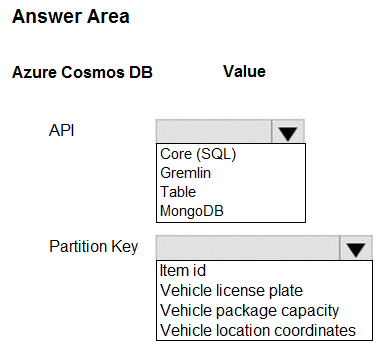 Answer Area
Azure Cosmos DB Value
API
Core (SQL)
Gremlin
Table
MongoDB
Partition Key
Item id
Vehicle license plate
Vehicle package capacity
Vehicle location coordinates